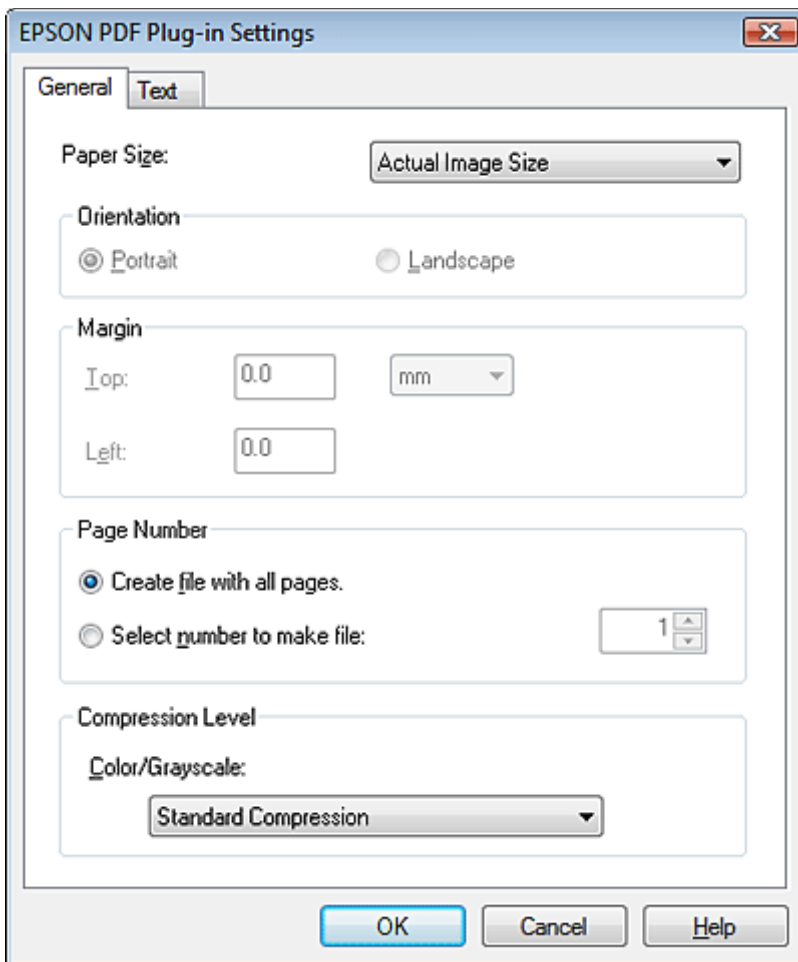 EPSON PDF Plug-in Settings
General Text
Paper Size: Actual Image Size
Orientation
Portrait Landscape
Margin
Top: 0.0 mm
Left: 0.0
Page Number
Create file with all pages.
Select number to make file: 1
Compression Level
Color/Grayscale:
Standard Compression
OK Cancel Help